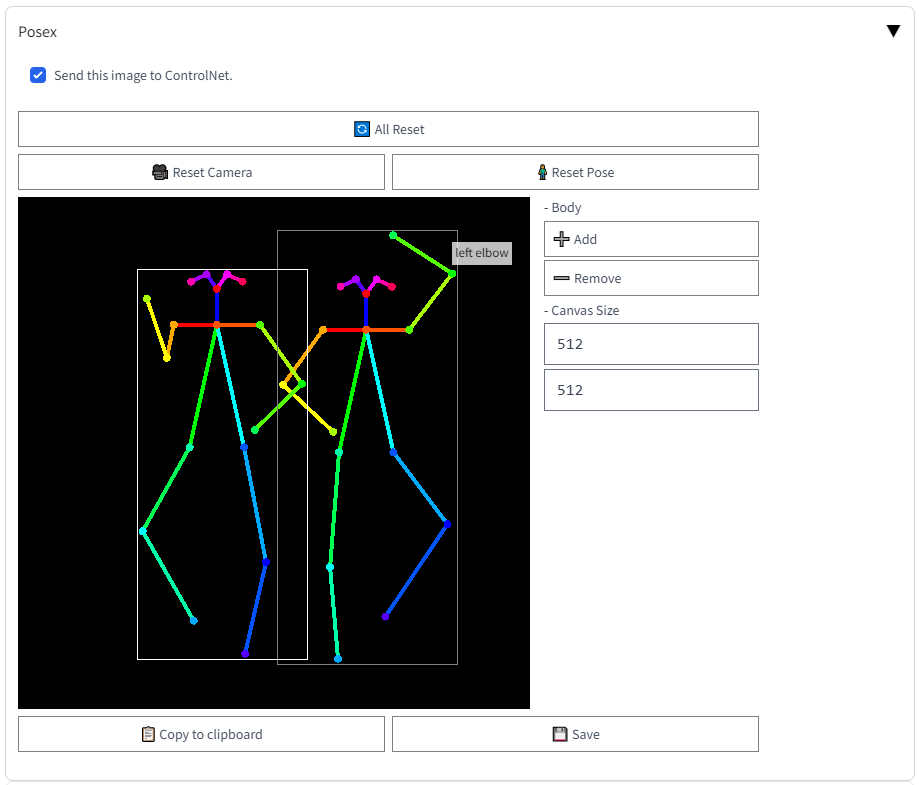 Posex
Send this image to ControlNet.
All Reset
Reset Camera
Reset Pose
- Body
Add
left elbow
Remove
- Canvas Size
512
512
Copy to clipboard
Save